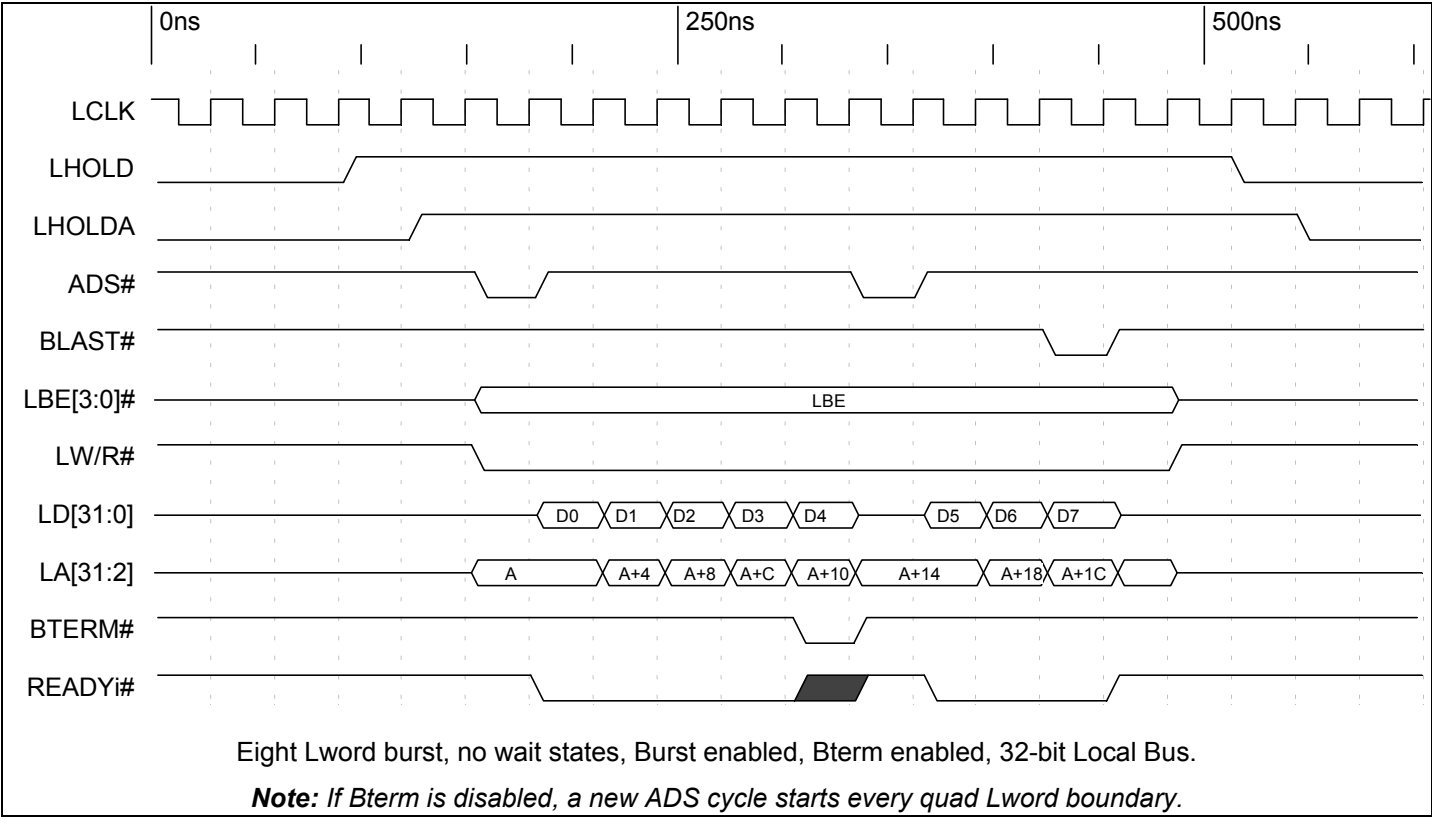 0ns 250ns 500ns
LCLK
LHOLD
LHOLDA
ADS#
BLAST#
LBE[3:0]# LBE
LW/R#
LD[31:0] D0 D1 D2 D3 D4 D5 D6 D7
LA[31:2] A A+4 A+8 A+C A+10 A+14 A+18 A+1C
BTERM#
READYi#
Eight Lword burst, no wait states, Burst enabled, Bterm enabled, 32-bit Local Bus.
Note: If Bterm is disabled, a new ADS cycle starts every quad Lword boundary.